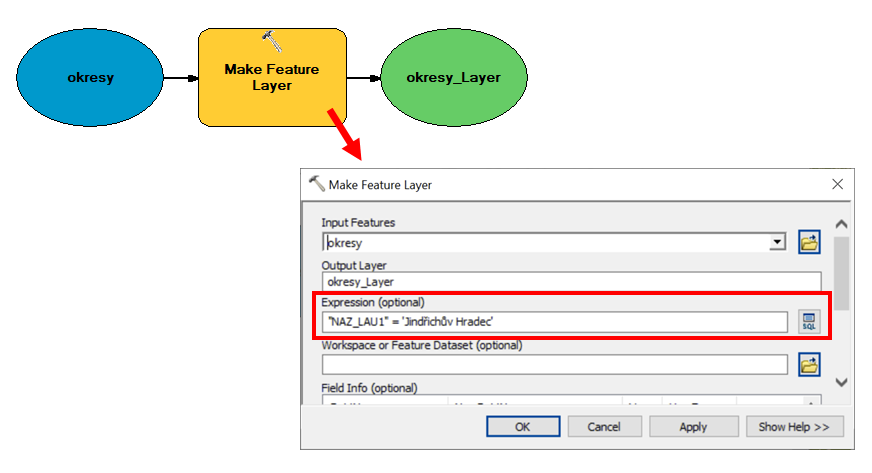 okresy
Make Feature
Layer
okresy_Layer
Make Feature Layer
Input Features
okresy
Output Layer
okresy_Layer
Expression (optional)
"NAZ_LAU1" = 'Jindřichův Hradec'
SQL
Workspace or Feature Dataset (optional)
Field Info (optional)
OK
Cancel
Apply
Show Help >>